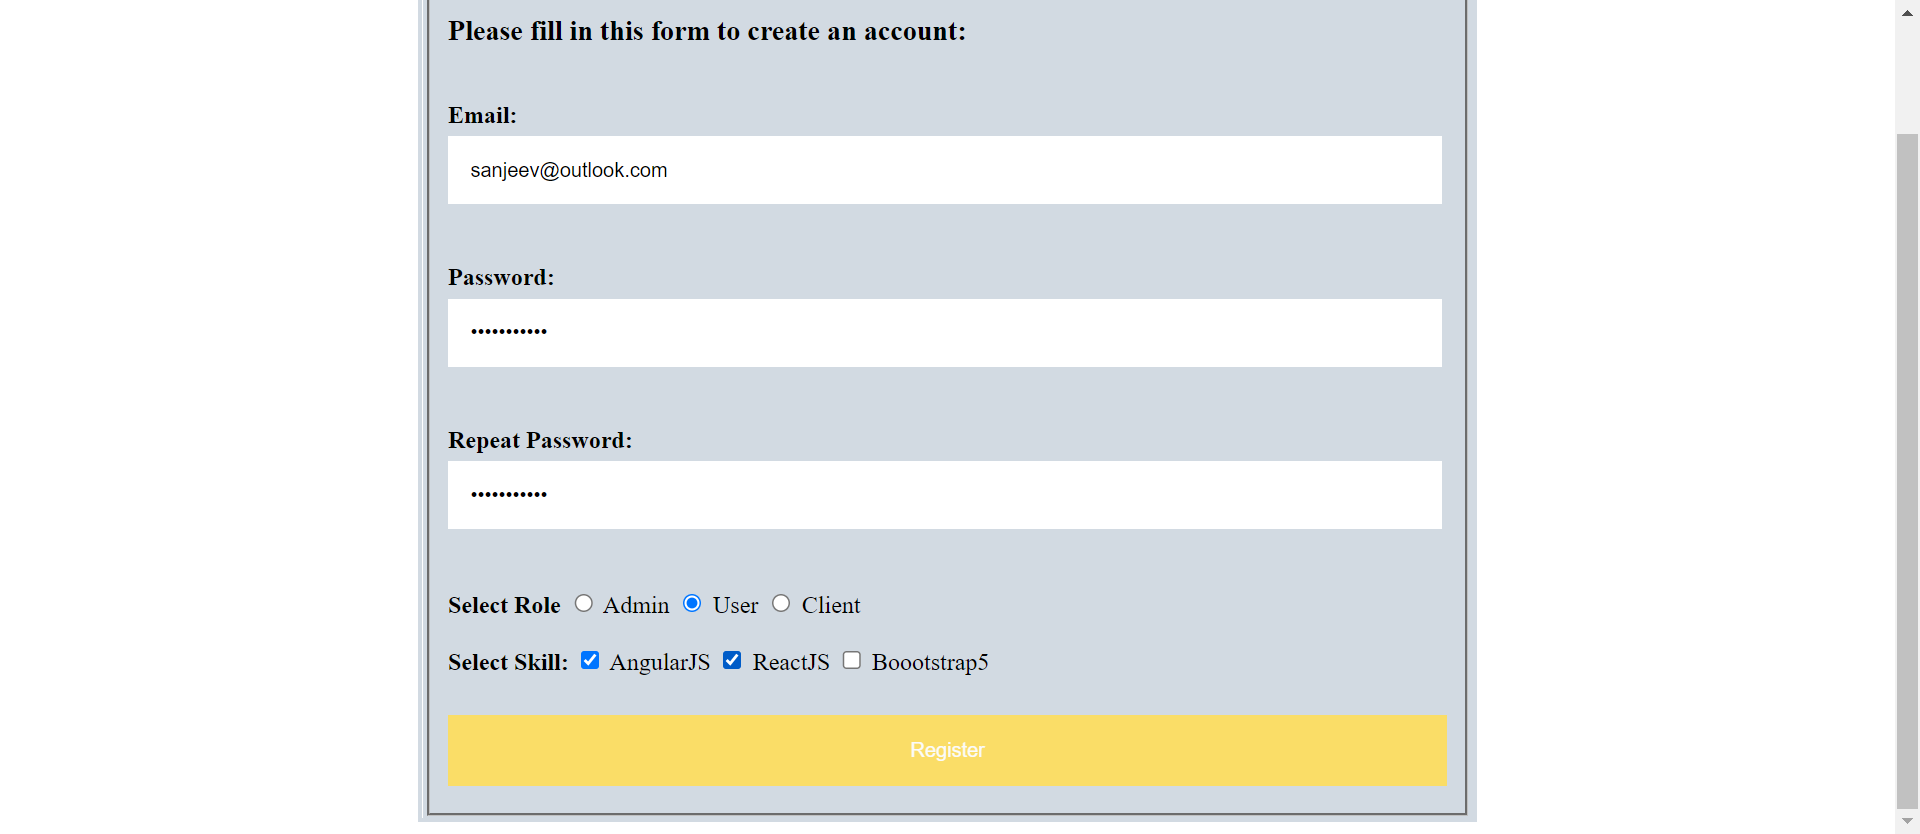 Please fill in this form to create an account:
Email:
sanjeev@outlook.com
Password:
•••••••••••
Repeat Password:
•••••••••••
Select Role Admin User Client
Select Skill: AngularJS ReactJS Boootstrap5
Register